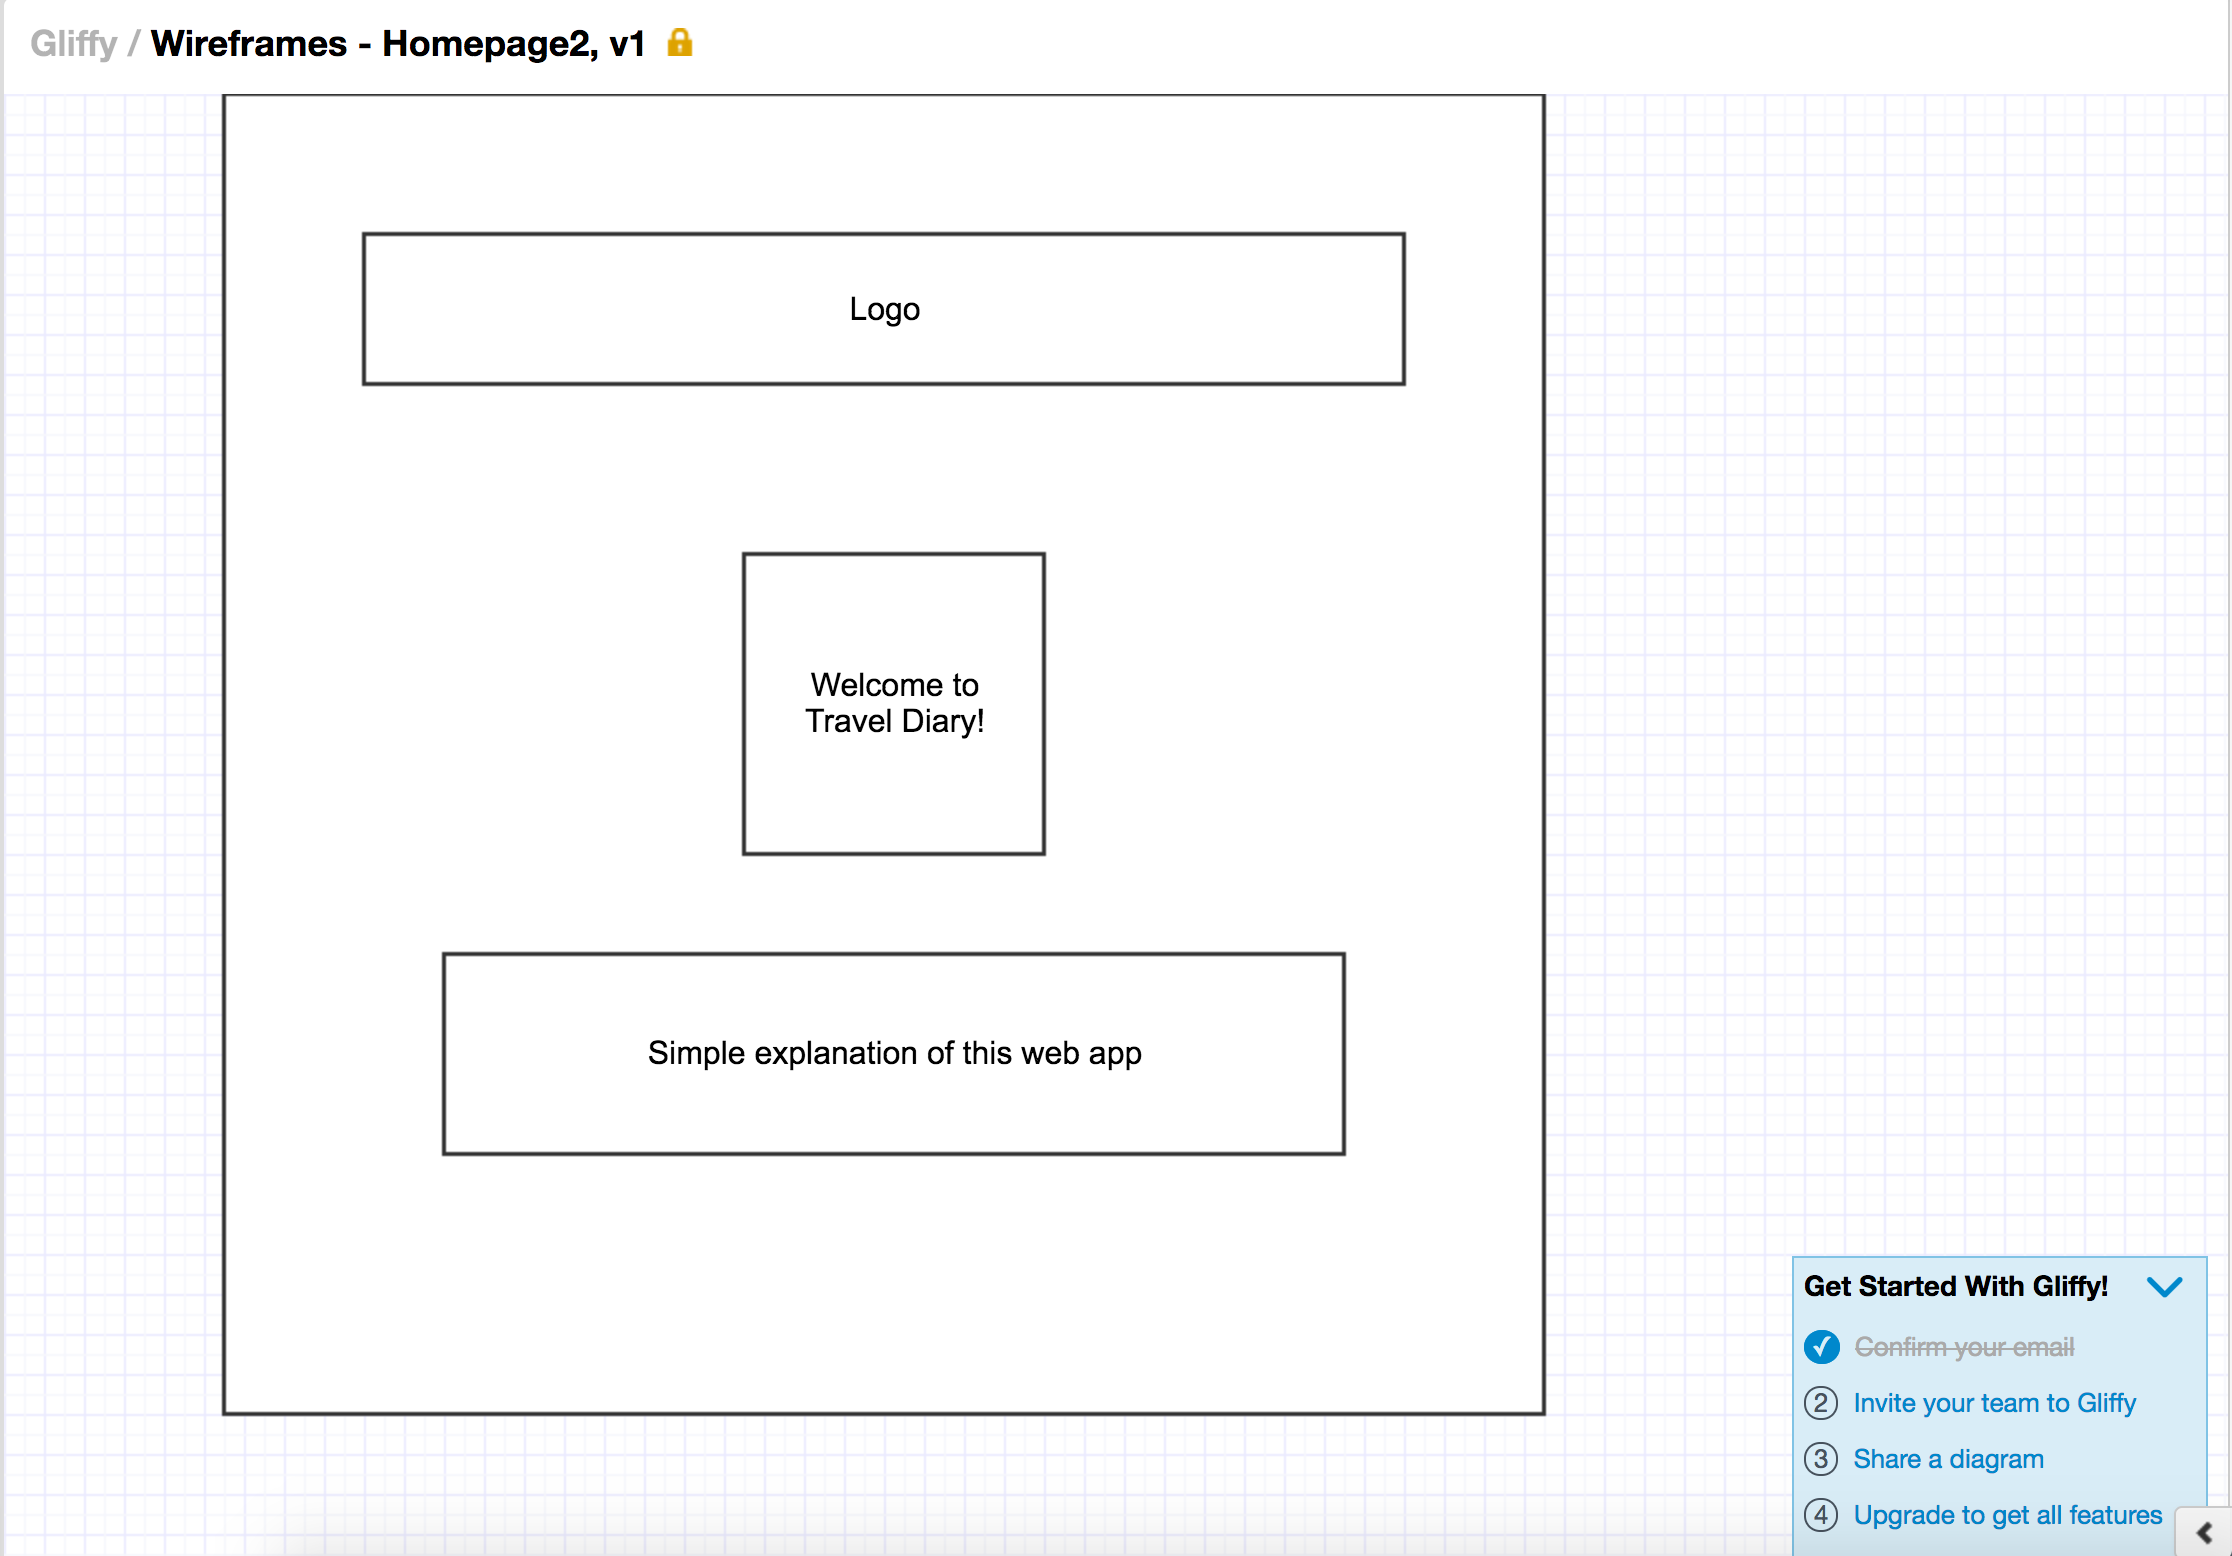 Gliffy / Wireframes - Homepage2, v1
Logo
Welcome to
Travel Diary!
Simple explanation of this web app
Get Started With Gliffy!
Confirm your email
2 Invite your team to Gliffy
3 Share a diagram
4 Upgrade to get all features